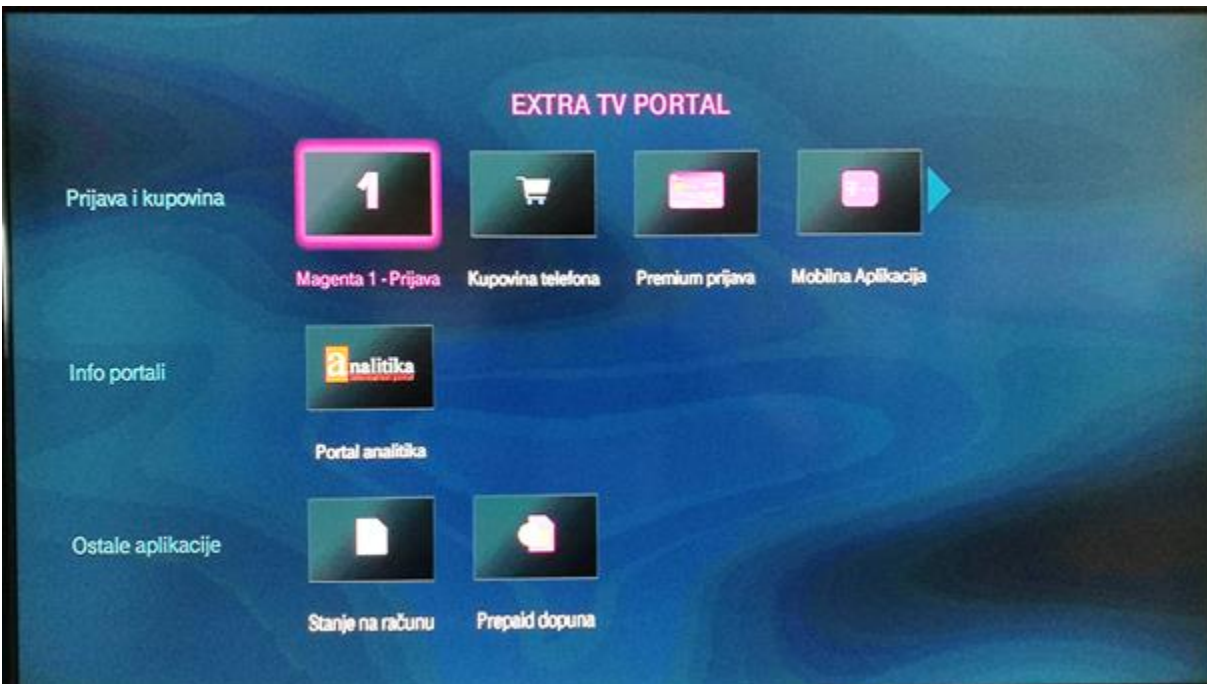 EXTRA TV PORTAL
Prijava i kupovina
1
Magenta 1 - Prijava
Kupovina telefona
Premium prijava
Mobilna Aplikacija
Info portali
analitika
Portal analitika
Ostale aplikacije
Stanje na računu
Prepaid dopuna